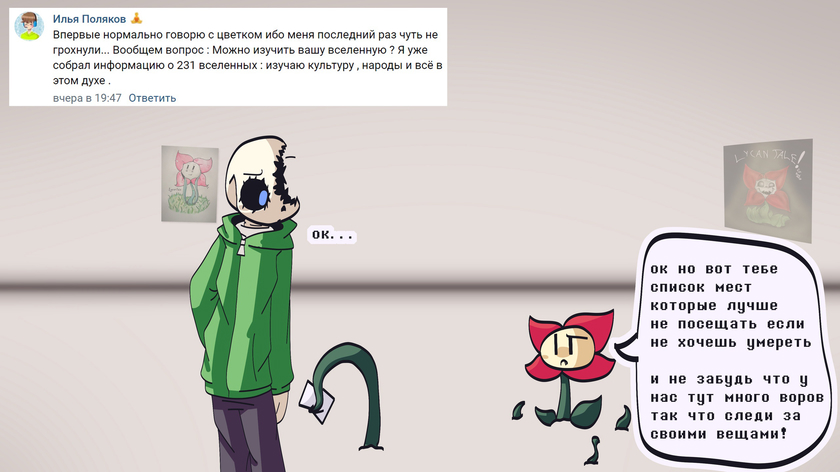 Илья Поляков
Впервые нормально говорю с цветком ибо меня последний раз чуть не
грохнули... Вообщем вопрос : Можно изучить вашу вселенную ? Я уже
собрал информацию о 231 вселенных : изучаю культуру , народы и всё в
этом духе .
вчера в 19:47 Ответить
LYCANTALE!
ок...
ок но вот тебе
список мест
которые лучше
не посещать если
не хочешь умереть
и не забудь что у
нас тут много воров
так что следи за
своими вещами!